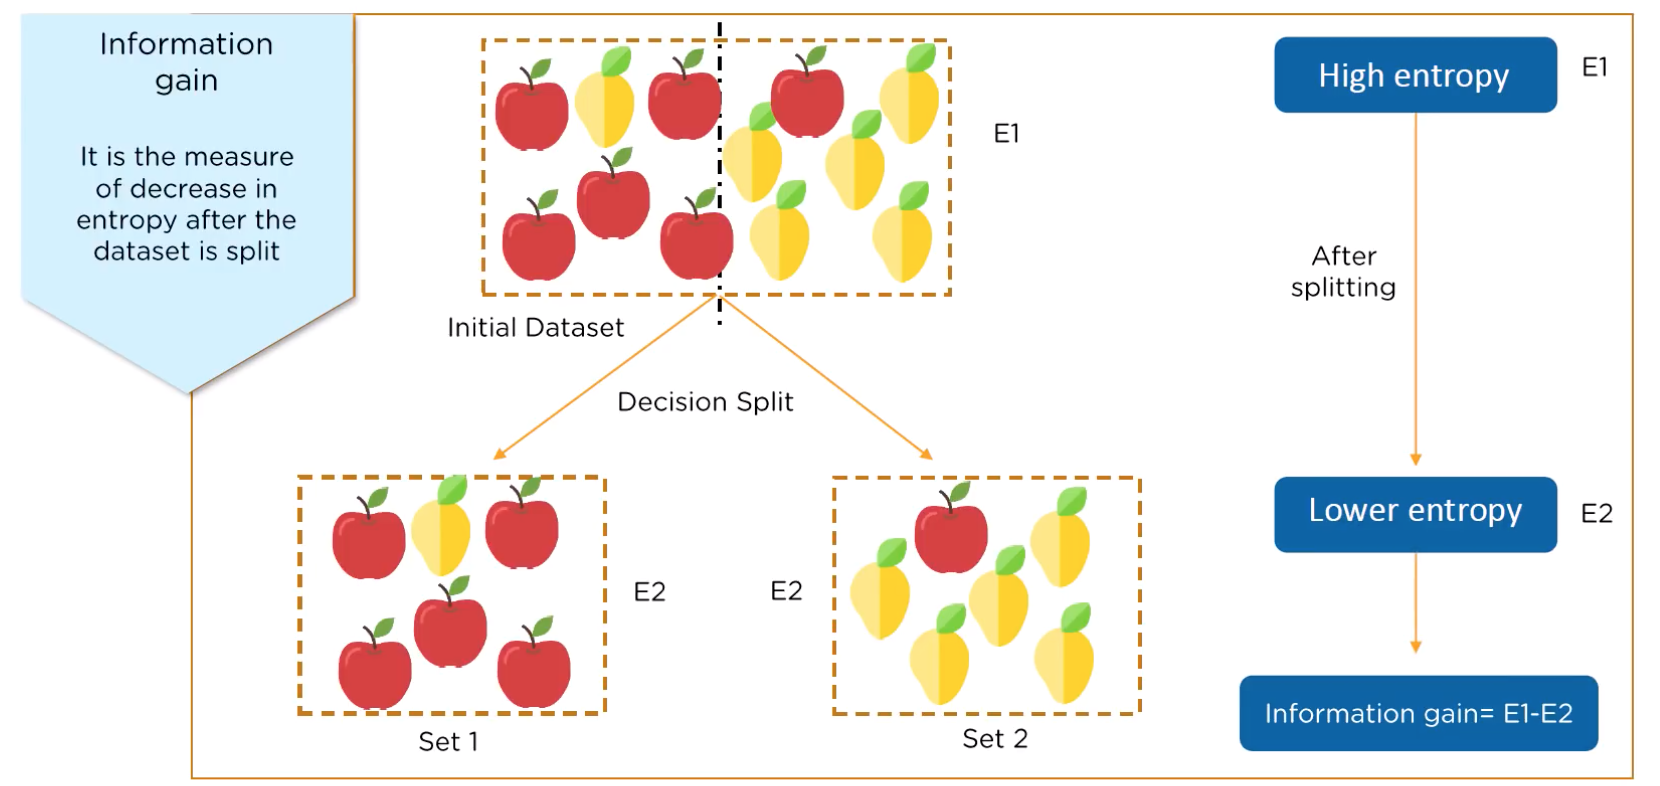 Information
gain
It is the measure
of decrease in
entropy after the
dataset is split
E1
Initial Dataset
Decision Split
E2
E2
Set 1
Set 2
High entropy
E1
After
splitting
Lower entropy
E2
Information gain= E1-E2